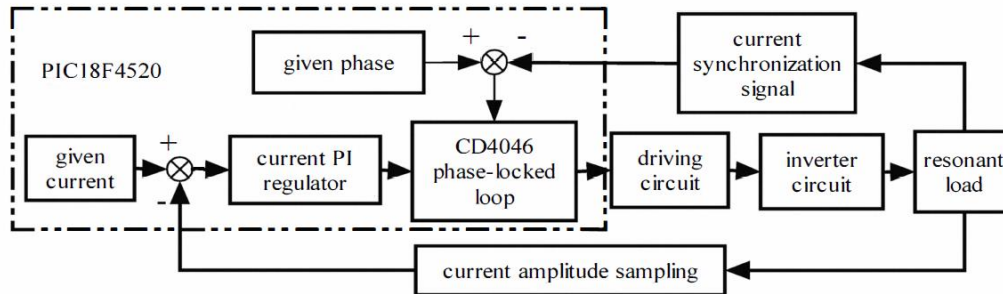 PIC18F4520
given phase
+
-
current
synchronization
signal
given
current
+
-
current PI
regulator
CD4046
phase-locked
loop
driving
circuit
inverter
circuit
resonant
load
current amplitude sampling